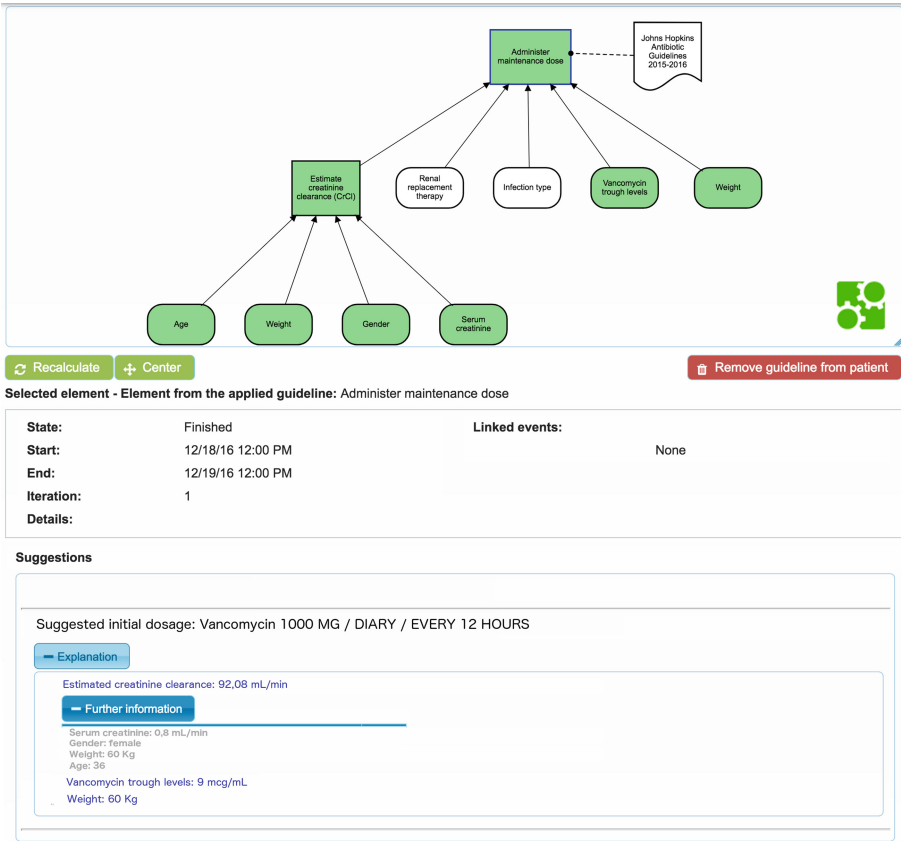 Administer
maintenance dose
Johns Hopkins
Antibiotic
Guidelines
2015-2016
Estimate
creatinine
clearance (CrCl)
Renal
replacement
therapy
Infection type
Vancomycin
trough levels
Weight
Age
Weight
Gender
Serum
creatinine
Recalculate
Center
Remove guideline from patient
Selected element - Element from the applied guideline: Administer maintenance dose
State: Finished
Linked events:
Start: 12/18/16 12:00 PM
None
End: 12/19/16 12:00 PM
Iteration: 1
Details:
Suggestions
Suggested initial dosage: Vancomycin 1000 MG / DIARY / EVERY 12 HOURS
Explanation
Estimated creatinine clearance: 92,08 mL/min
Further information
Serum creatinine: 0,8 mL/min
Gender: female
Weight: 60 Kg
Age: 36
Vancomycin trough levels: 9 mcg/mL
Weight: 60 Kg